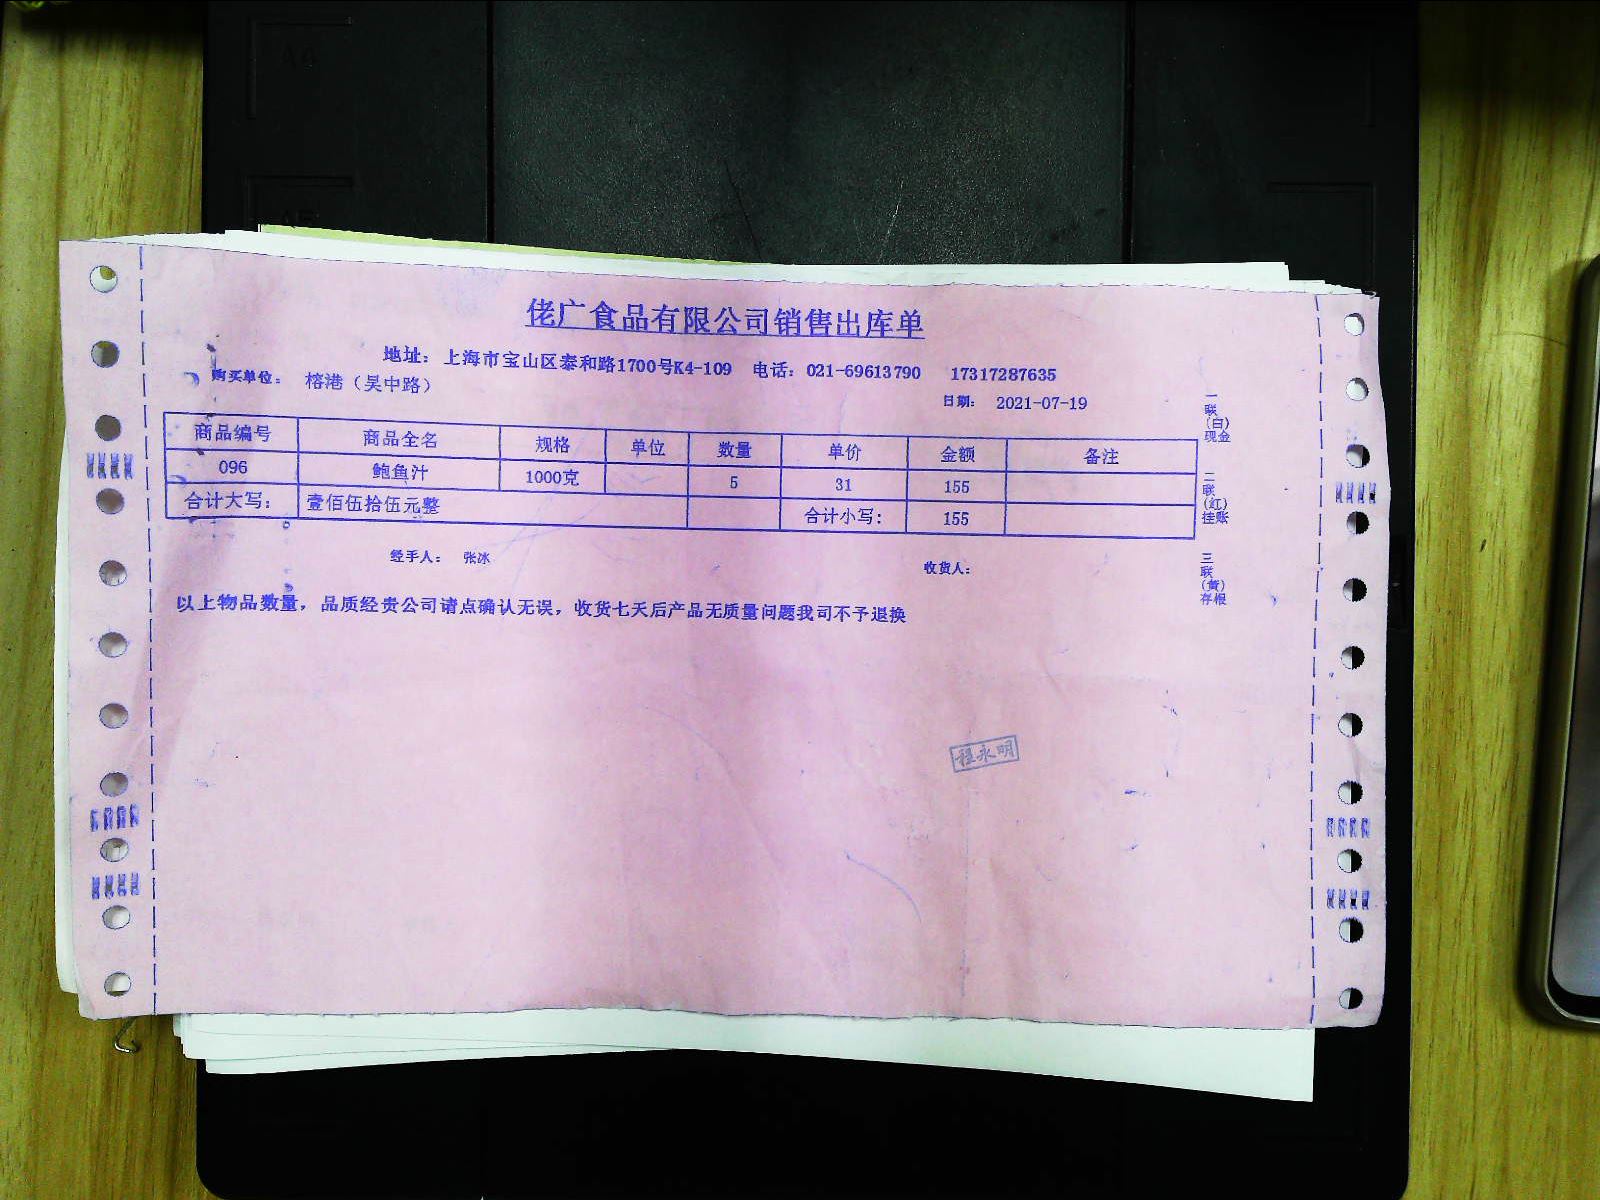 佬广食品有限公司销售出库单
地址：上海市宝山区泰和路1700号K4-109 电话：021-69613790 17317287635
购买单位： 榕港（吴中路）
日期： 2021-07-19
商品编号 商品全名 规格 单位 数量 单价 金额 备注
096 鲍鱼汁 1000克 5 31 155
合计大写： 壹佰伍拾伍元整 合计小写： 155
经手人： 张冰 收货人：
以上物品数量，品质经贵公司请点确认无误，收货七天后产品无质量问题我司不予退换
一联(白)现金
二联(红)挂账
三联(黄)存根
程永明
A4